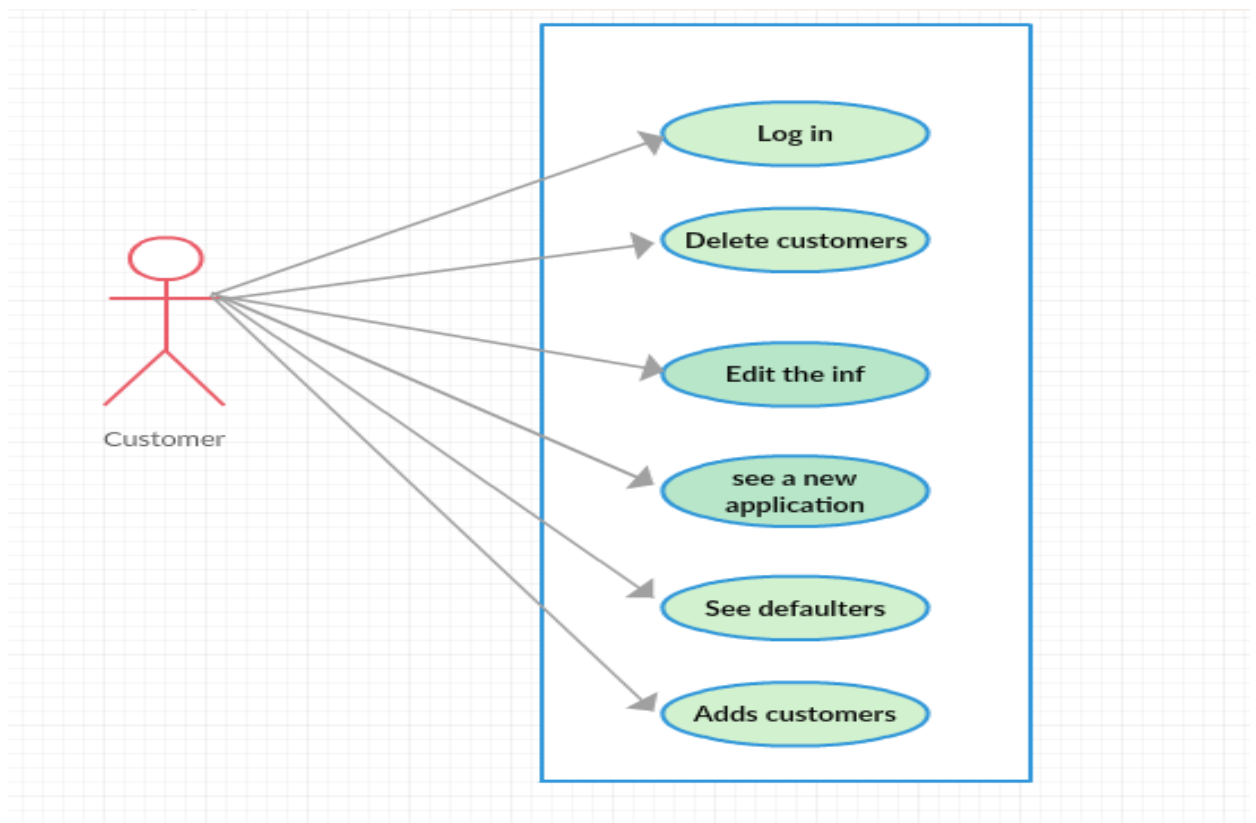 Log in
Delete customers
Edit the inf
Customer
see a new
application
See defaulters
Adds customers